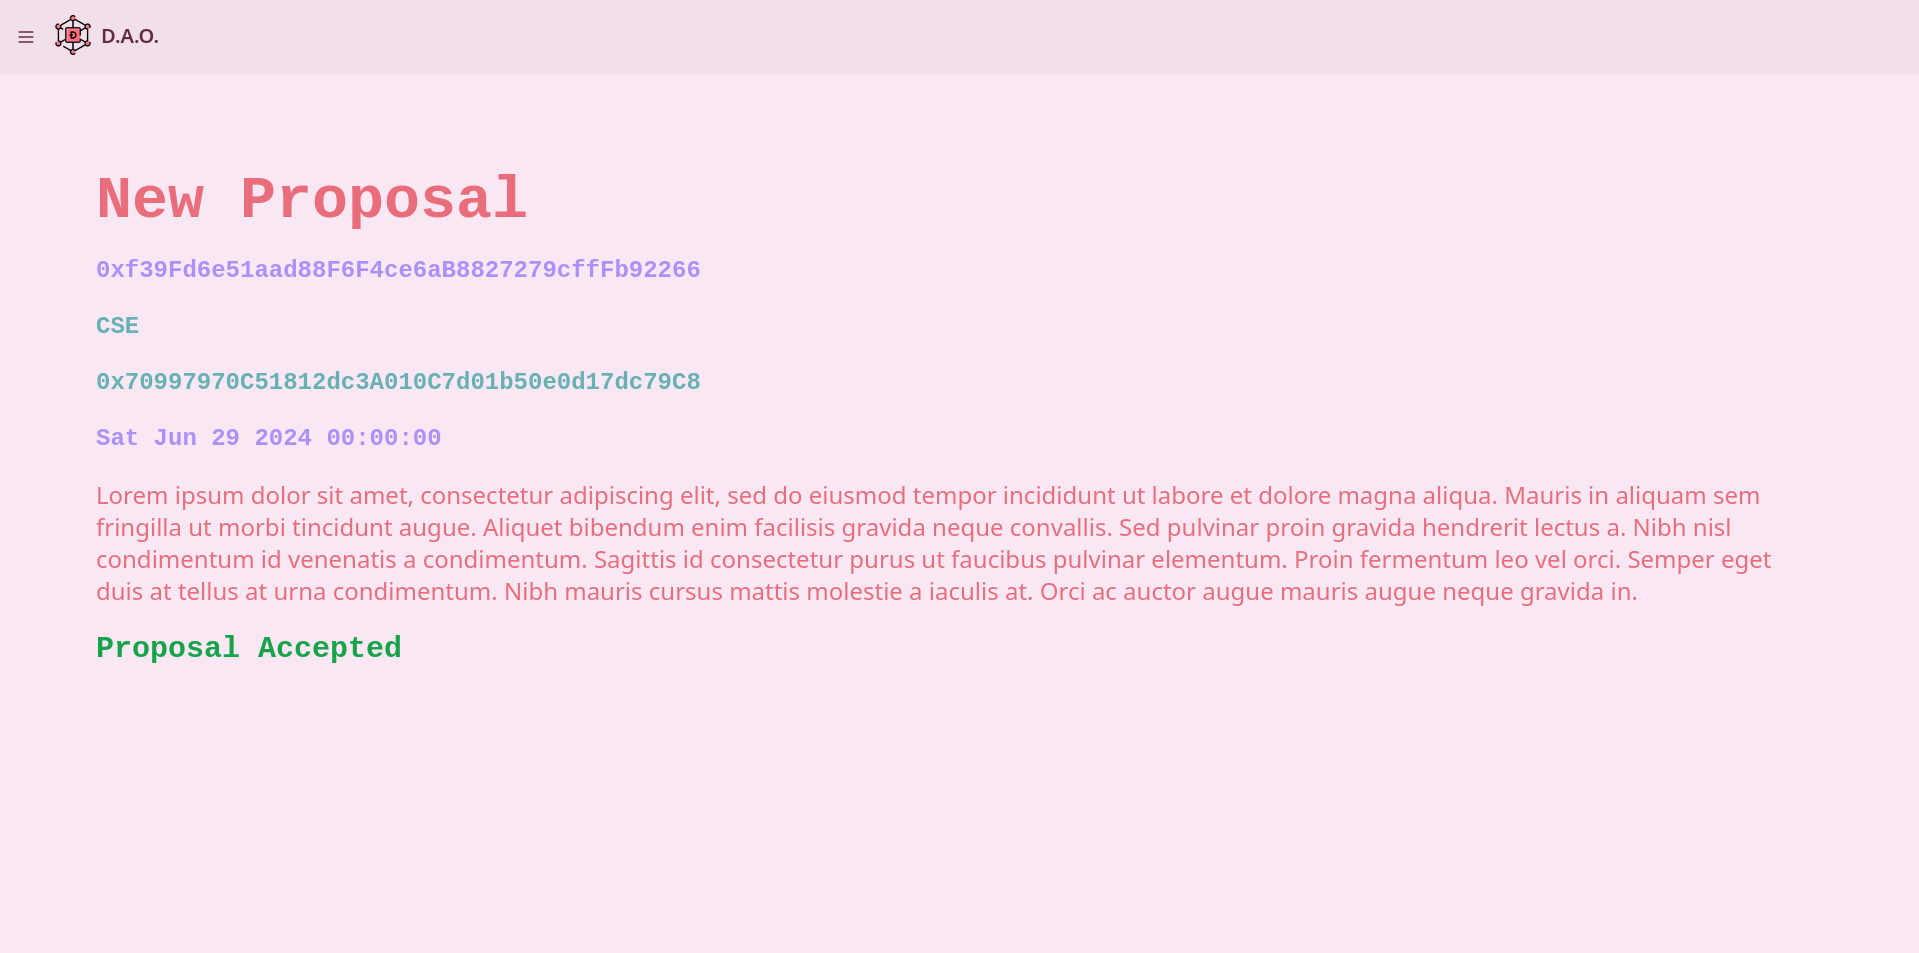 D.A.O.
New Proposal
0xf39Fd6e51aad88F6F4ce6aB8827279cffFb92266
CSE
0x70997970C51812dc3A010C7d01b50e0d17dc79C8
Sat Jun 29 2024 00:00:00
Lorem ipsum dolor sit amet, consectetur adipiscing elit, sed do eiusmod tempor incididunt ut labore et dolore magna aliqua. Mauris in aliquam sem
fringilla ut morbi tincidunt augue. Aliquet bibendum enim facilisis gravida neque convallis. Sed pulvinar proin gravida hendrerit lectus a. Nibh nisl
condimentum id venenatis a condimentum. Sagittis id consectetur purus ut faucibus pulvinar elementum. Proin fermentum leo vel orci. Semper eget
duis at tellus at urna condimentum. Nibh mauris cursus mattis molestie a iaculis at. Orci ac auctor augue mauris augue neque gravida in.
Proposal Accepted